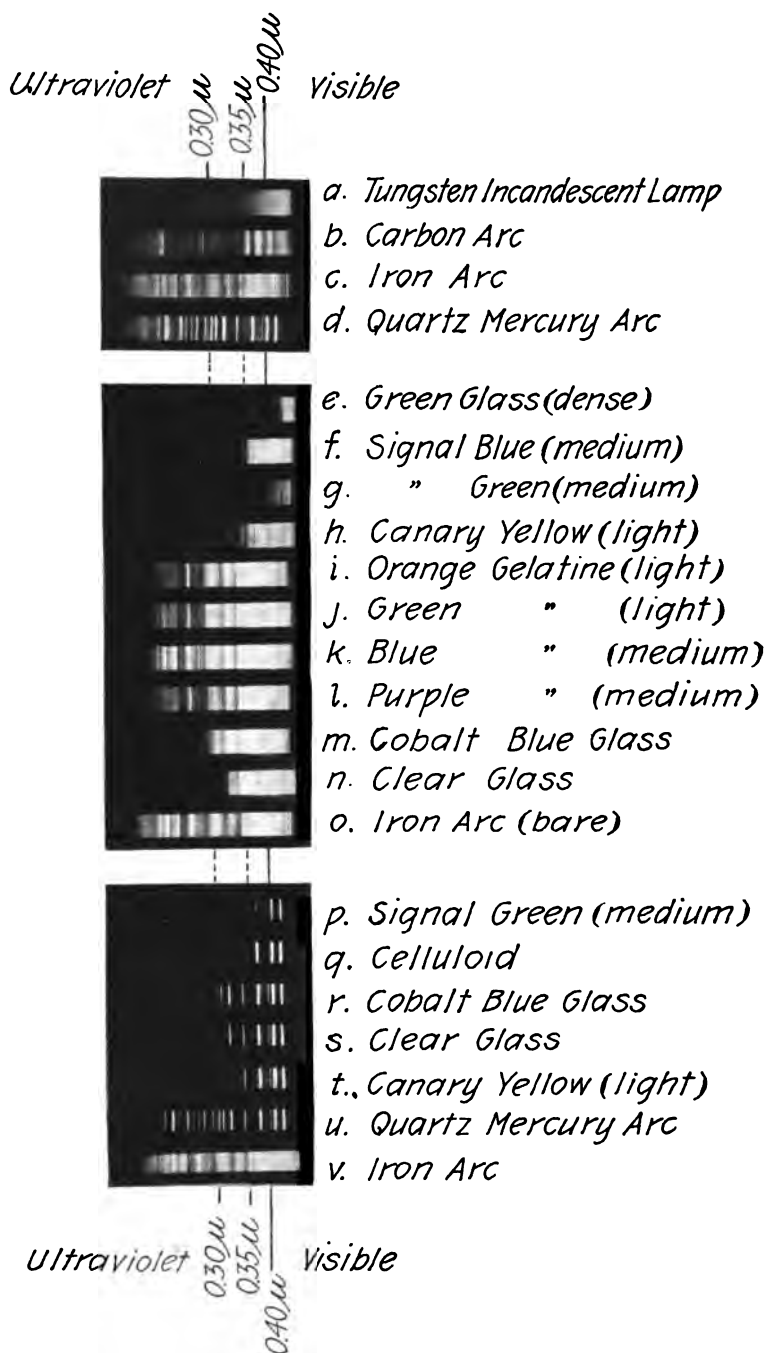 Ultraviolet 0.30µ 0.35µ 0.40µ Visible
a. Tungsten Incandescent Lamp
b. Carbon Arc
c. Iron Arc
d. Quartz Mercury Arc
e. Green Glass (dense)
f. Signal Blue (medium)
g. " Green (medium)
h. Canary Yellow (light)
i. Orange Gelatine (light)
j. Green " (light)
k. Blue " (medium)
l. Purple " (medium)
m. Cobalt Blue Glass
n. Clear Glass
o. Iron Arc (bare)
p. Signal Green (medium)
q. Celluloid
r. Cobalt Blue Glass
s. Clear Glass
t. Canary Yellow (light)
u. Quartz Mercury Arc
v. Iron Arc
Ultraviolet 0.30µ 0.35µ 0.40µ Visible